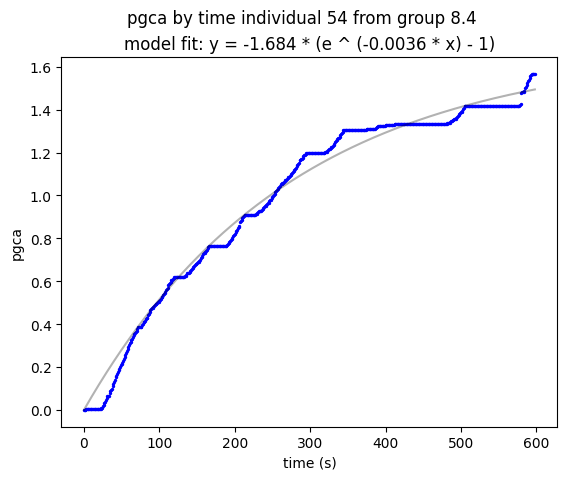 pgca by time individual 54 from group 8.4
model fit: y = -1.684 * (e ^ (-0.0036 * x) - 1)
1.6
1.4
1.2
1.0
0.8
0.6
0.4
0.2
0.0
pgca
0 100 200 300 400 500 600
time (s)